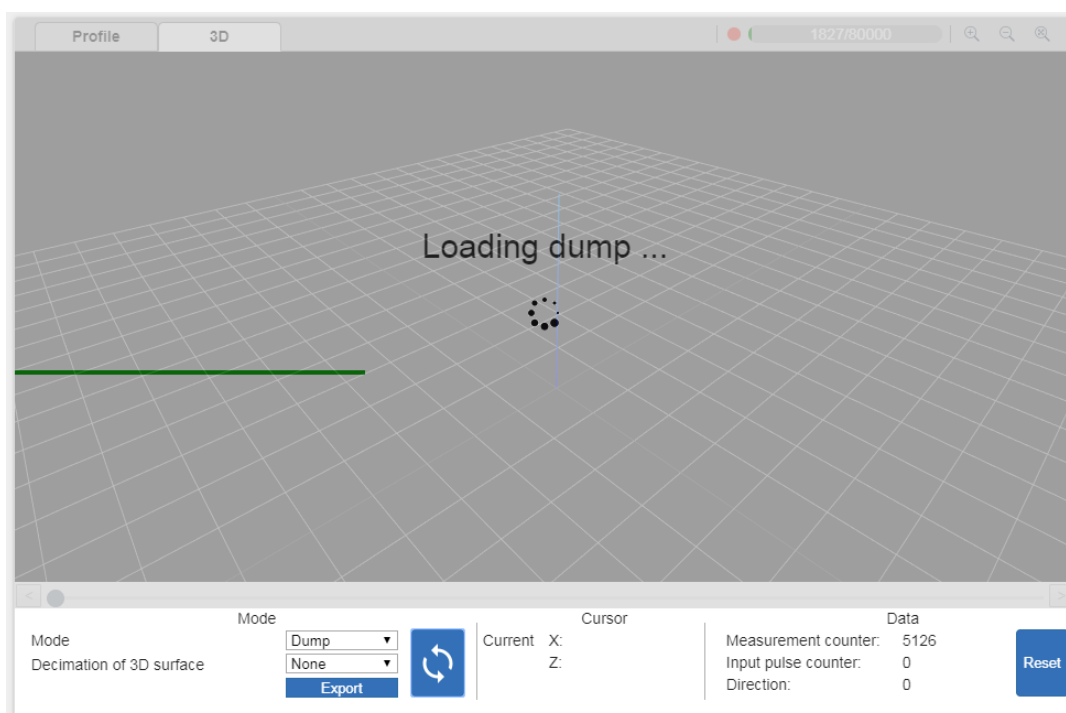 Profile 3D 1827/80000
Loading dump ...
< >
Mode Cursor Data
Mode Dump Current X: Measurement counter: 5126
Decimation of 3D surface None Z: Input pulse counter: 0 Reset
Export Direction: 0